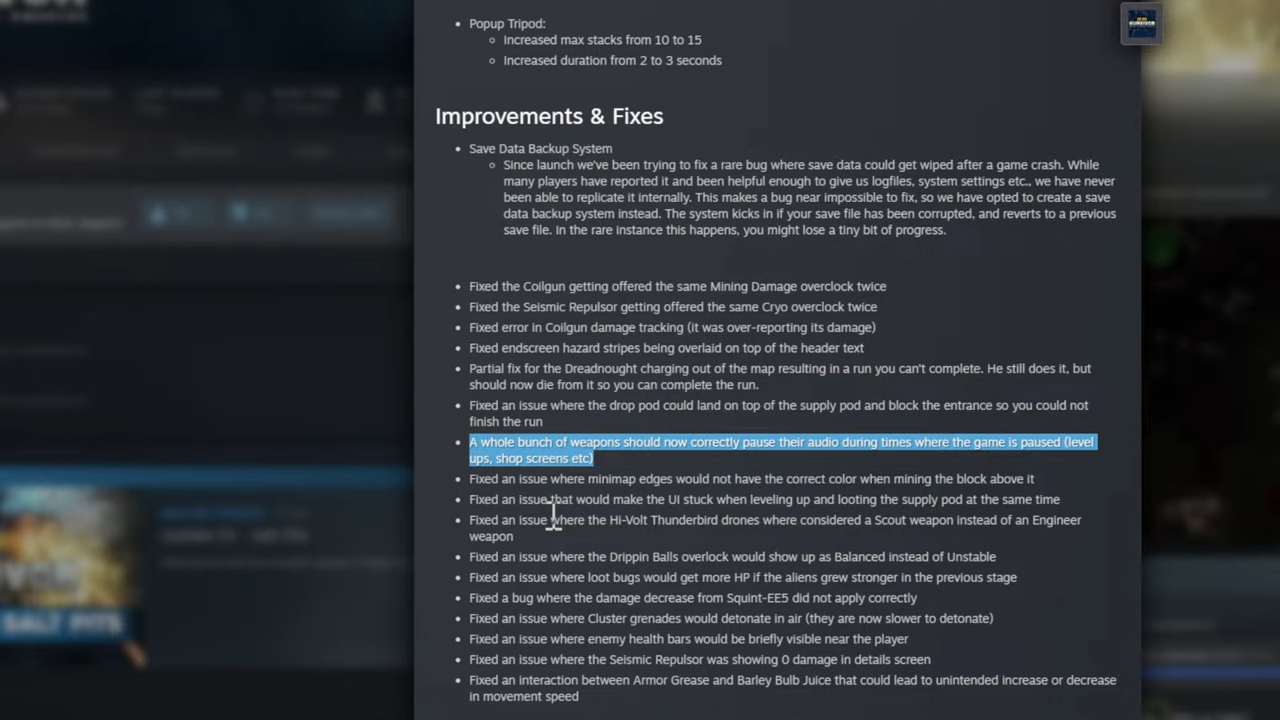 Popup Tripod:
Increased max stacks from 10 to 15
Increased duration from 2 to 3 seconds
Improvements & Fixes
Save Data Backup System
Since launch we've been trying to fix a rare bug where save data could get wiped after a game crash. While
many players have reported it and been helpful enough to give us logfiles, system settings etc., we have never
been able to replicate it internally. This makes a bug near impossible to fix, so we have opted to create a save
data backup system instead. The system kicks in if your save file has been corrupted, and reverts to a previous
save file. In the rare instance this happens, you might lose a tiny bit of progress.
Fixed the Coilgun getting offered the same Mining Damage overclock twice
Fixed the Seismic Repulsor getting offered the same Cryo overclock twice
Fixed error in Coilgun damage tracking (it was over-reporting its damage)
Fixed endscreen hazard stripes being overlaid on top of the header text
Partial fix for the Dreadnought charging out of the map resulting in a run you can't complete. He still does it, but
should now die from it so you can complete the run.
Fixed an issue where the drop pod could land on top of the supply pod and block the entrance so you could not
finish the run
A whole bunch of weapons should now correctly pause their audio during times where the game is paused (level
ups, shop screens etc)
Fixed an issue where minimap edges would not have the correct color when mining the block above it
Fixed an issue that would make the UI stuck when leveling up and looting the supply pod at the same time
Fixed an issue where the Hi-Volt Thunderbird drones where considered a Scout weapon instead of an Engineer
weapon
Fixed an issue where the Drippin Balls overlock would show up as Balanced instead of Unstable
Fixed an issue where loot bugs would get more HP if the aliens grew stronger in the previous stage
Fixed a bug where the damage decrease from Squint-EE5 did not apply correctly
Fixed an issue where Cluster grenades would detonate in air (they are now slower to detonate)
Fixed an issue where enemy health bars would be briefly visible near the player
Fixed an issue where the Seismic Repulsor was showing 0 damage in details screen
Fixed an interaction between Armor Grease and Barley Bulb Juice that could lead to unintended increase or decrease
in movement speed
SURVIVOR
SALT PITS